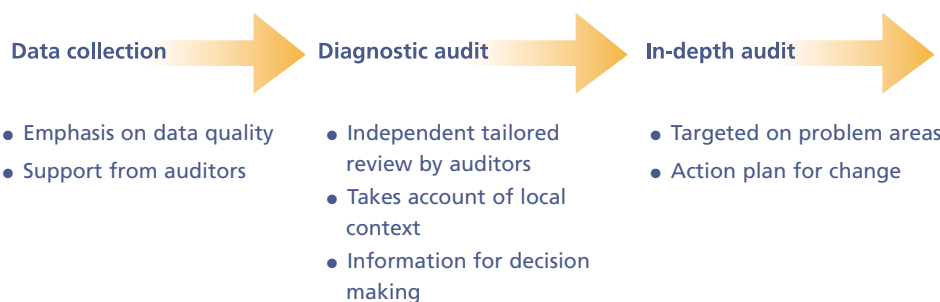 Data collection
Diagnostic audit
In-depth audit
• Emphasis on data quality
• Support from auditors
• Independent tailored
review by auditors
• Takes account of local
context
• Information for decision
making
• Targeted on problem areas
• Action plan for change